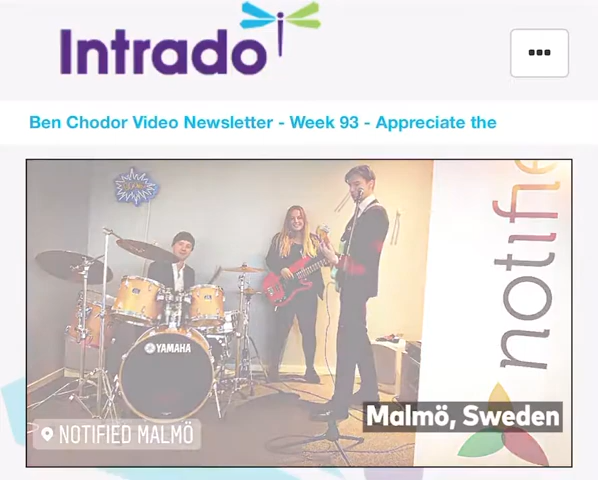 Intrado
Ben Chodor Video Newsletter - Week 93 - Appreciate the
notifie
YAMAHA
Malmö, Sweden
NOTIFIED MALMÖ